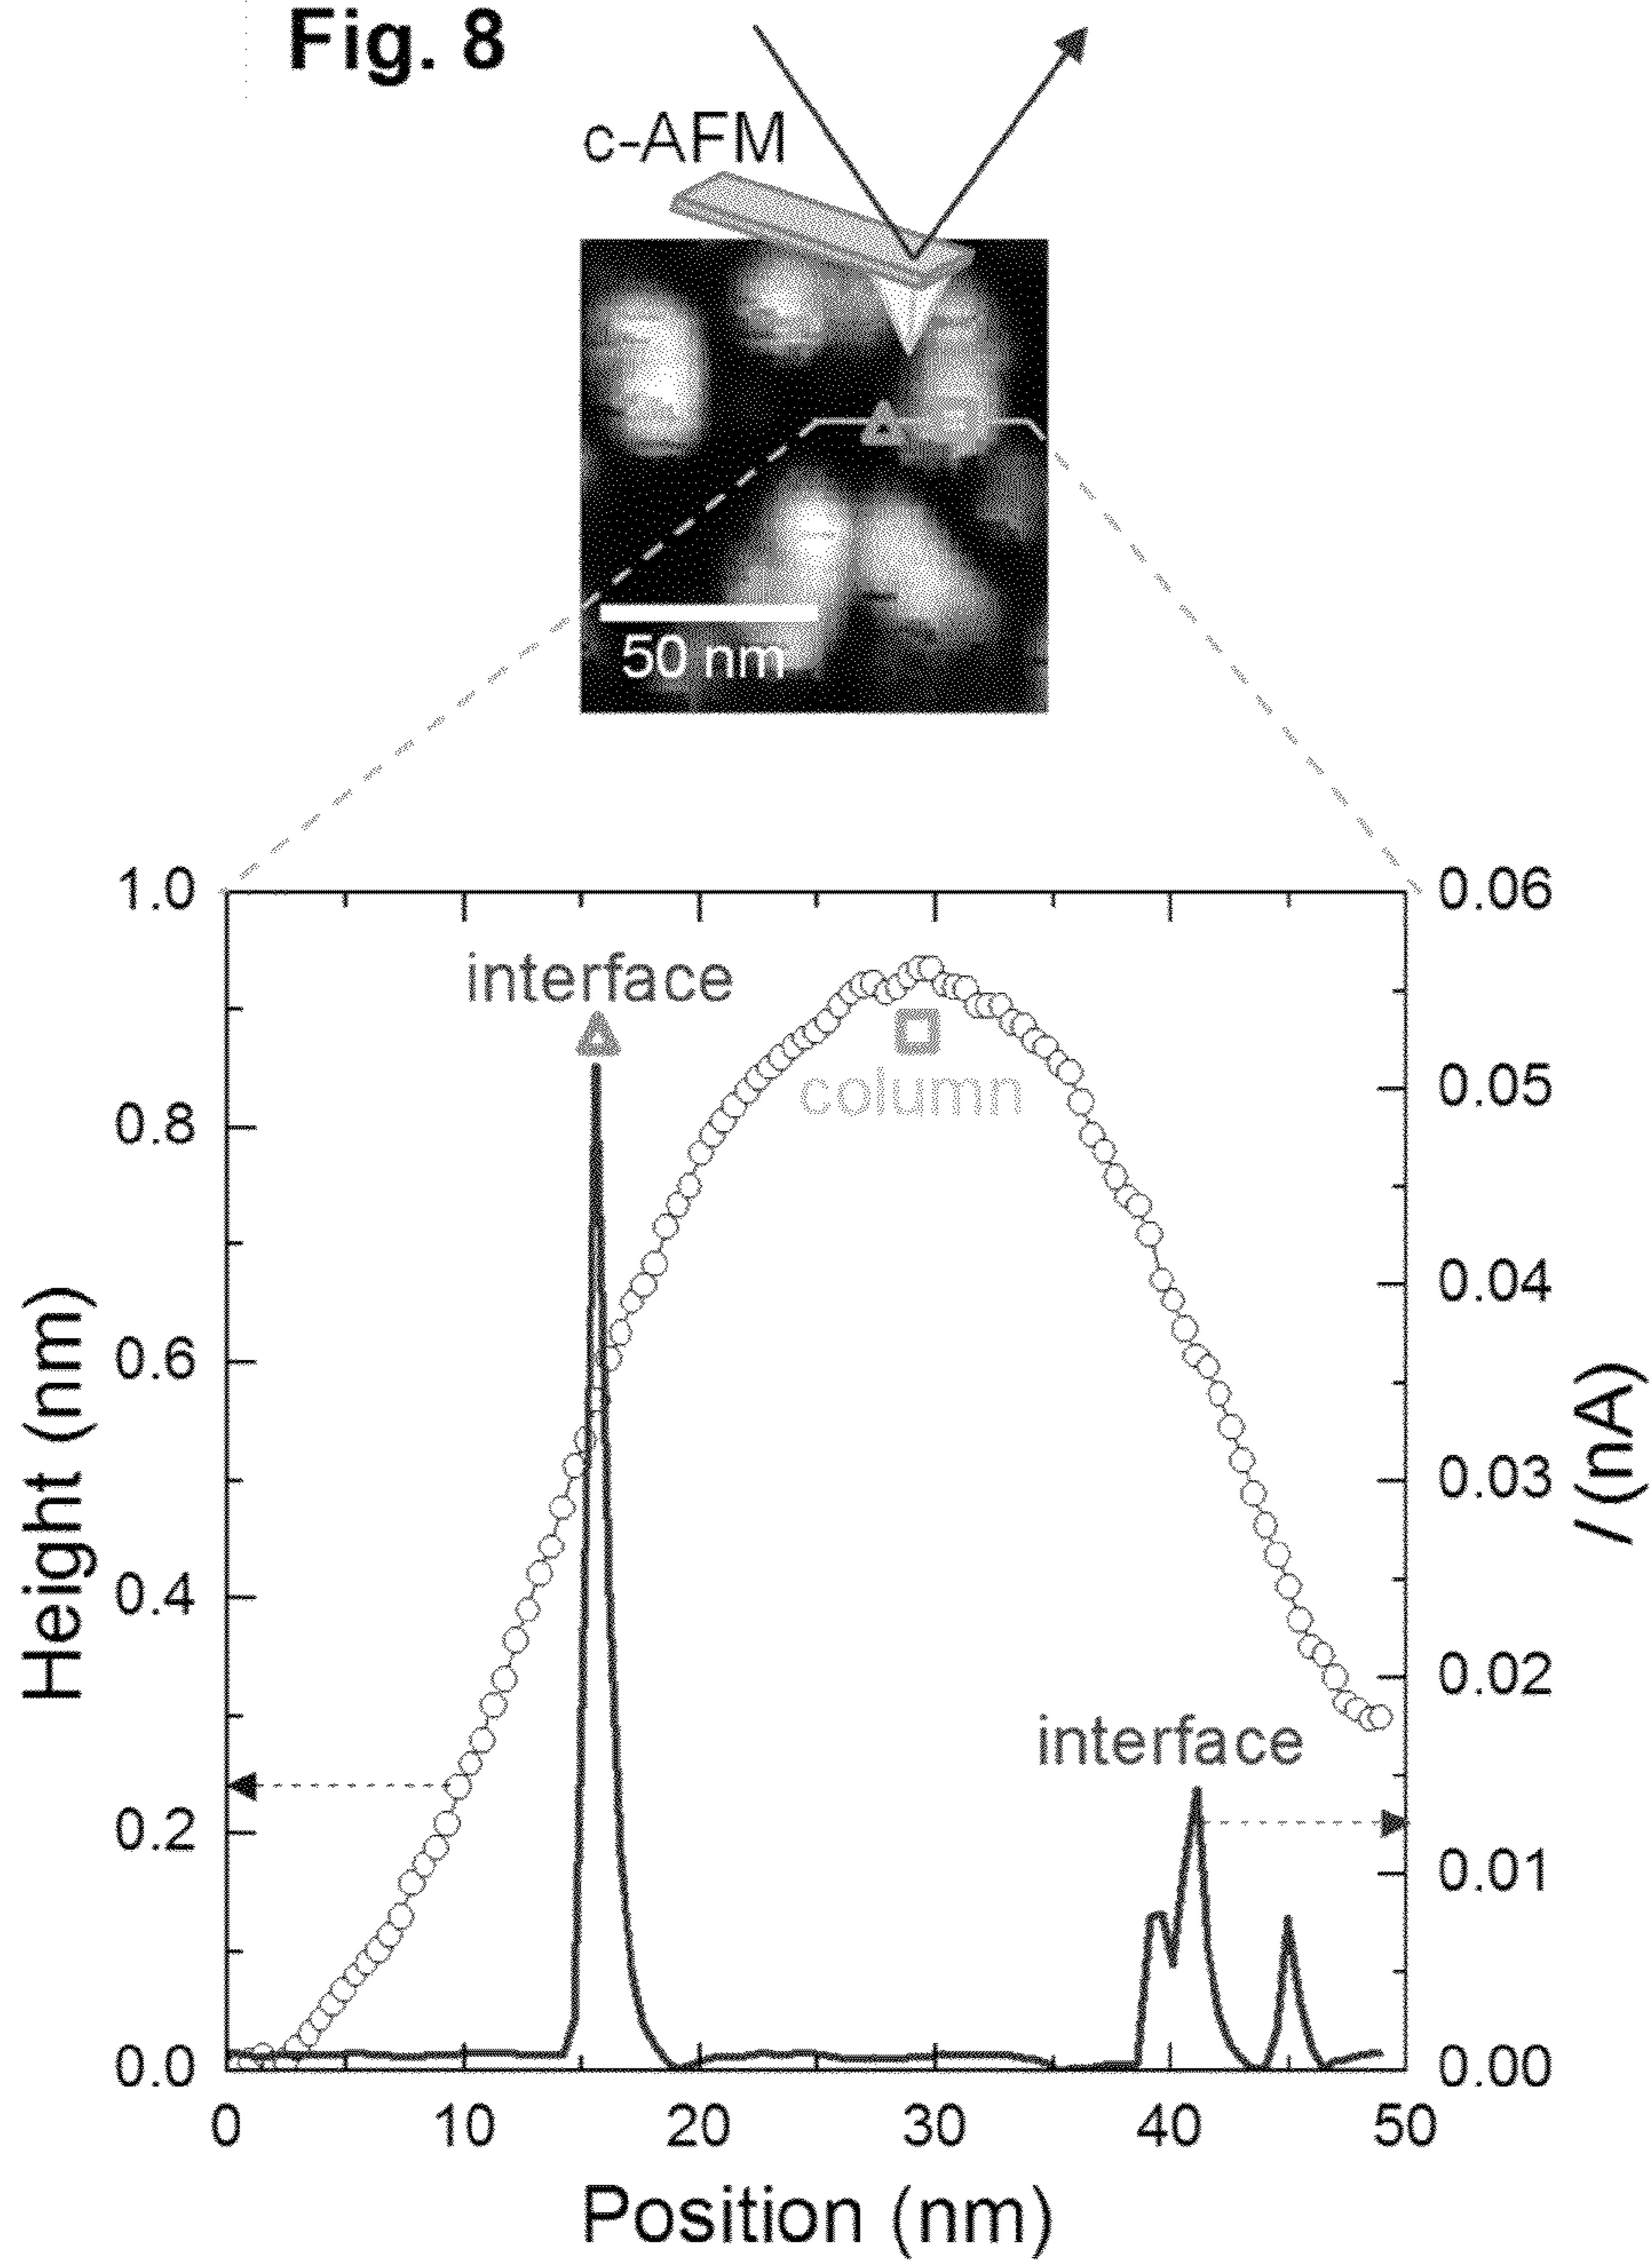 Fig. 8
c-AFM
50 nm
1.0
0.06
interface
column
0.05
0.8
0.04
0.6
Height (nm)
I (nA)
0.03
0.4
0.02
interface
0.2
0.01
0.0
0.00
0
10
20
30
40
50
Position (nm)